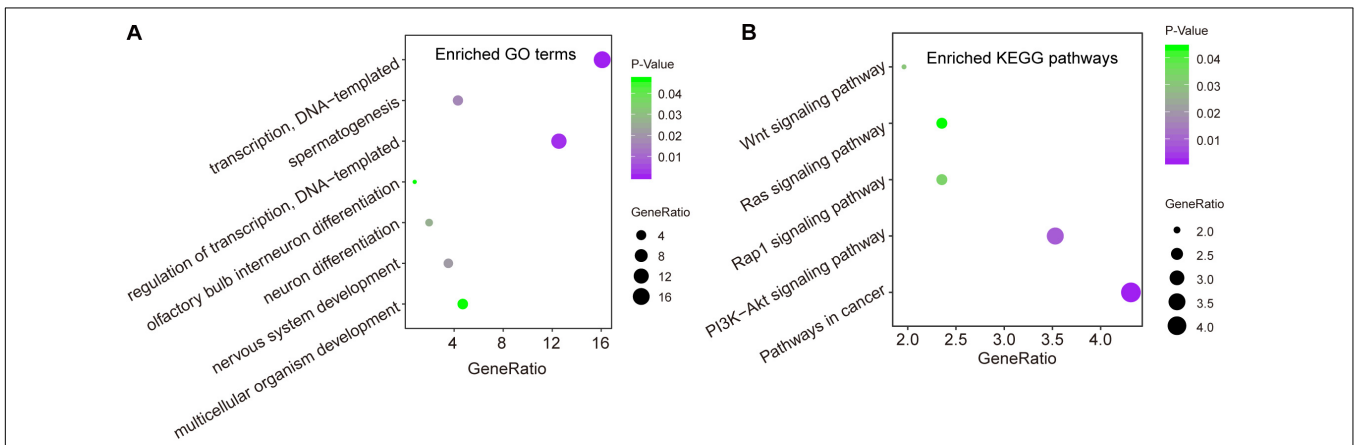 A
Enriched GO terms
transcription, DNA−templated
spermatogenesis
regulation of transcription, DNA−templated
olfactory bulb interneuron differentiation
neuron differentiation
nervous system development
multicellular organism development
4 8 12 16
GeneRatio
P-Value
0.04
0.03
0.02
0.01
GeneRatio
4
8
12
16
B
Enriched KEGG pathways
Wnt signaling pathway
Ras signaling pathway
Rap1 signaling pathway
PI3K−Akt signaling pathway
Pathways in cancer
2.0 2.5 3.0 3.5 4.0
GeneRatio
P-Value
0.04
0.03
0.02
0.01
GeneRatio
2.0
2.5
3.0
3.5
4.0